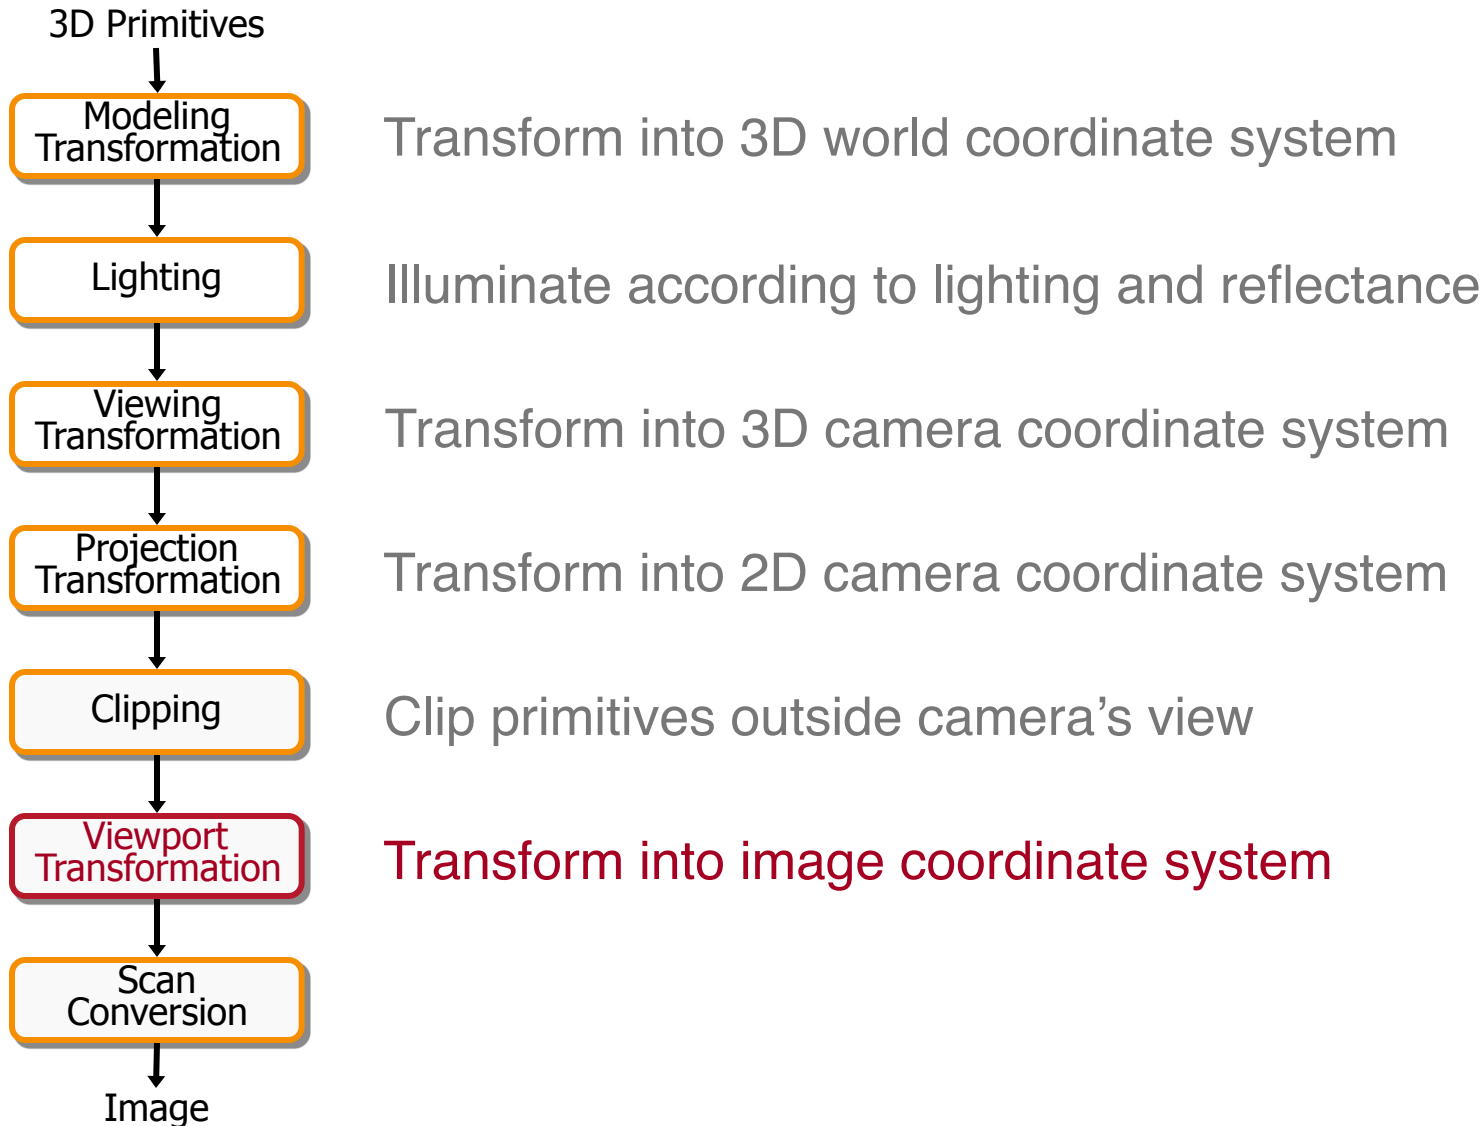 3D Primitives
Modeling
Transformation
Transform into 3D world coordinate system
Lighting
Illuminate according to lighting and reflectance
Viewing
Transformation
Transform into 3D camera coordinate system
Projection
Transformation
Transform into 2D camera coordinate system
Clipping
Clip primitives outside camera’s view
Viewport
Transformation
Transform into image coordinate system
Scan
Conversion
Image